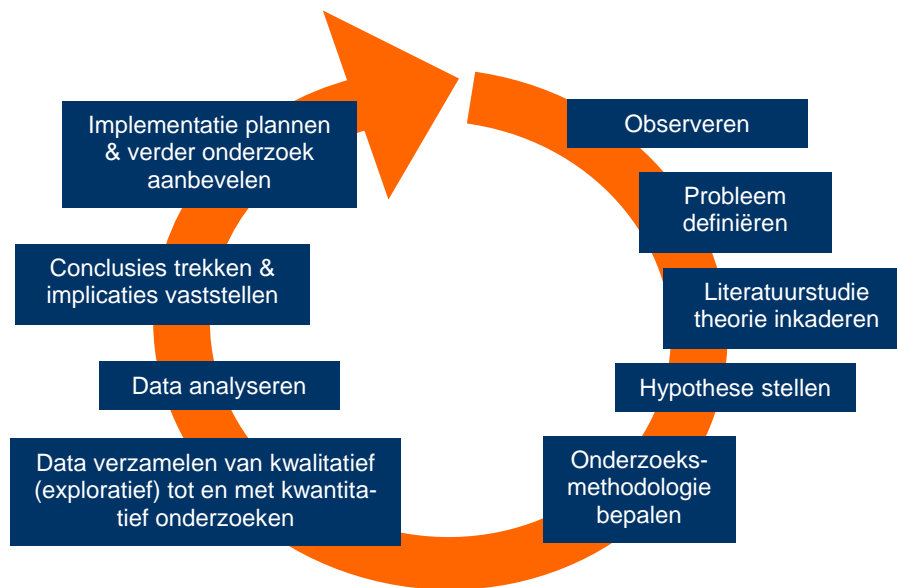 Observeren
Probleem
definiëren
Literatuurstudie
theorie inkaderen
Hypothese stellen
Onderzoeks-
methodologie
bepalen
Data verzamelen van kwalitatief
(exploratief) tot en met kwantita-
tief onderzoeken
Data analyseren
Conclusies trekken &
implicaties vaststellen
Implementatie plannen
& verder onderzoek
aanbevelen